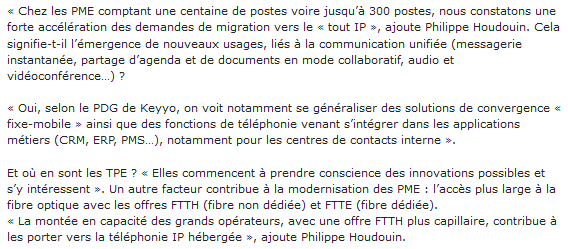 « Chez les PME comptant une centaine de postes voire jusqu’à 300 postes, nous constatons une
forte accélération des demandes de migration vers le « tout IP », ajoute Philippe Houdouin. Cela
signifie-t-il l’émergence de nouveaux usages, liés à la communication unifiée (messagerie
instantanée, partage d’agenda et de documents en mode collaboratif, audio et
vidéoconférence…) ?
« Oui, selon le PDG de Keyyo, on voit notamment se généraliser des solutions de convergence «
fixe-mobile » ainsi que des fonctions de téléphonie venant s’intégrer dans les applications
métiers (CRM, ERP, PMS…), notamment pour les centres de contacts interne ».
Et où en sont les TPE ? « Elles commencent à prendre conscience des innovations possibles et
s’y intéressent ». Un autre facteur contribue à la modernisation des PME : l’accès plus large à la
fibre optique avec les offres FTTH (fibre non dédiée) et FTTE (fibre dédiée).
« La montée en capacité des grands opérateurs, avec une offre FTTH plus capillaire, contribue à
les porter vers la téléphonie IP hébergée », ajoute Philippe Houdouin.